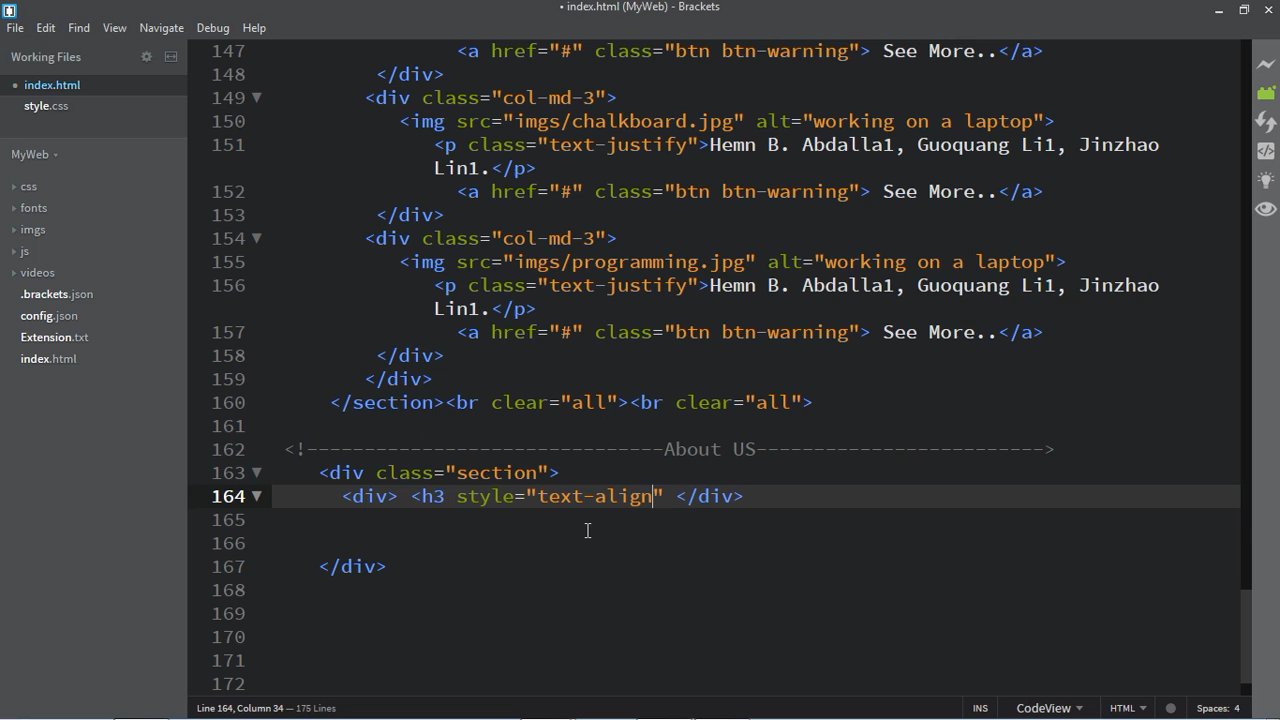 • index.html (MyWeb) - Brackets
File Edit Find View Navigate Debug Help
Working Files
• index.html
style.css
MyWeb
css
fonts
imgs
js
videos
.brackets.json
config.json
Extension.txt
index.html
147 <a href="#" class="btn btn-warning"> See More..</a>
148 </div>
149 <div class="col-md-3">
150 <img src="imgs/chalkboard.jpg" alt="working on a laptop">
151 <p class="text-justify">Hemn B. Abdalla1, Guoquang Li1, Jinzhao
Lin1.</p>
152 <a href="#" class="btn btn-warning"> See More..</a>
153 </div>
154 <div class="col-md-3">
155 <img src="imgs/programming.jpg" alt="working on a laptop">
156 <p class="text-justify">Hemn B. Abdalla1, Guoquang Li1, Jinzhao
Lin1.</p>
157 <a href="#" class="btn btn-warning"> See More..</a>
158 </div>
159 </div>
160 </section><br clear="all"><br clear="all">
161
162 <!-------------------------------About US------------------------->
163 <div class="section">
164 <div> <h3 style="text-align" </div>
165
166
167 </div>
168
169
170
171
172
Line 164, Column 34 — 175 Lines
INS CodeView HTML Spaces: 4